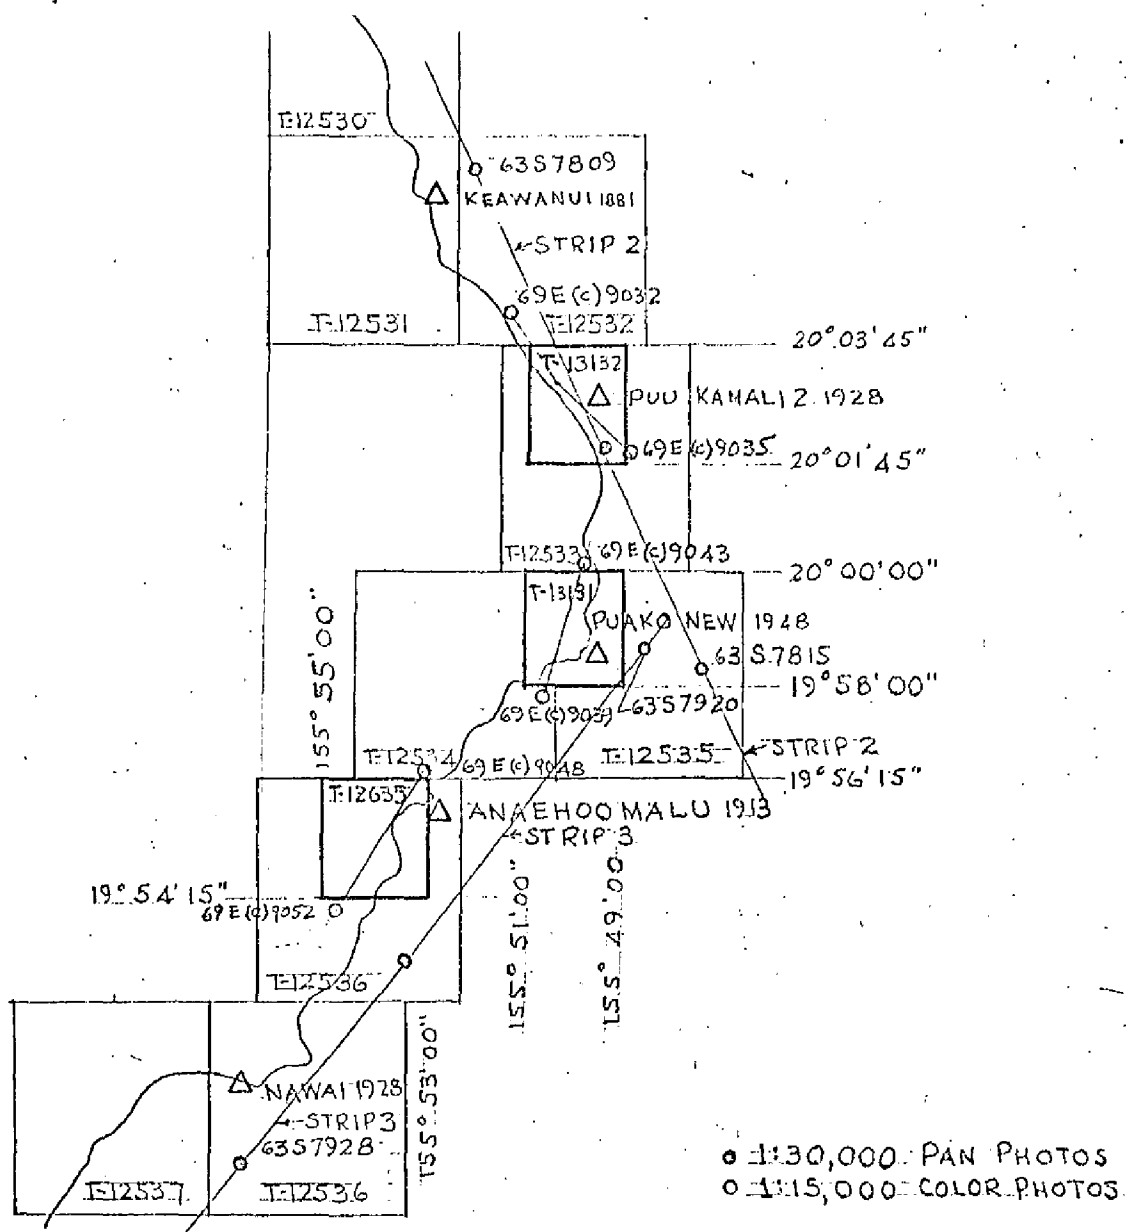 T-12530
63S7809
KEAWANUI 1881
STRIP 2
69E(c)9032
T-12531
T-12532
20° 03' 45"
T-13132
PUU KAMALI 2 1928
69E(c)9035
20° 01' 45"
T-12533
69E(c)9043
20° 00' 00"
T-13131
155° 55' 00"
PUAKO NEW 1948
63S7815
19° 58' 00"
69E(c)9039
63S7920
T-12534
T-12535
STRIP 2
69E(c)9048
19° 56' 15"
T-12635
ANAEHOOMALU 1913
STRIP 3
19° 54' 15"
69E(c)9052
155° 51' 00"
155° 49' 00"
T-12536
155° 53' 00"
NAWAI 1928
STRIP 3
63S7928
T-12537
T-12536
1:30,000 PAN PHOTOS
1:15,000 COLOR PHOTOS